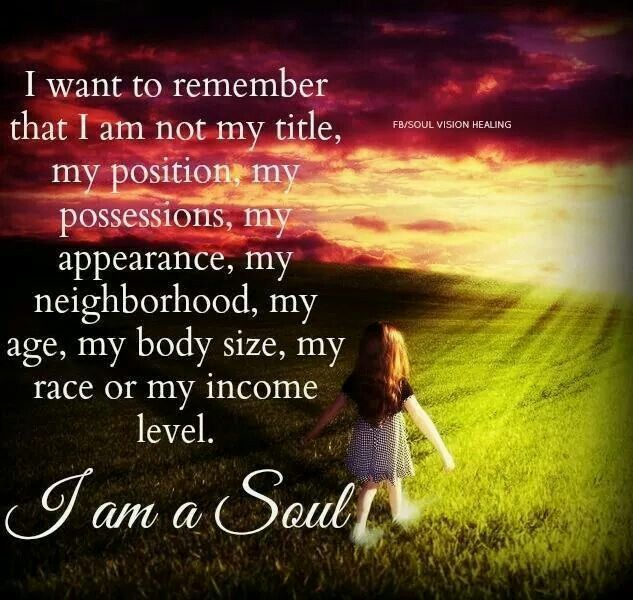 I want to remember
that I am not my title,
my position, my
possessions, my
appearance, my
neighborhood, my
age, my body size, my
race or my income
level.
I am a Soul
FB/SOUL VISION HEALING